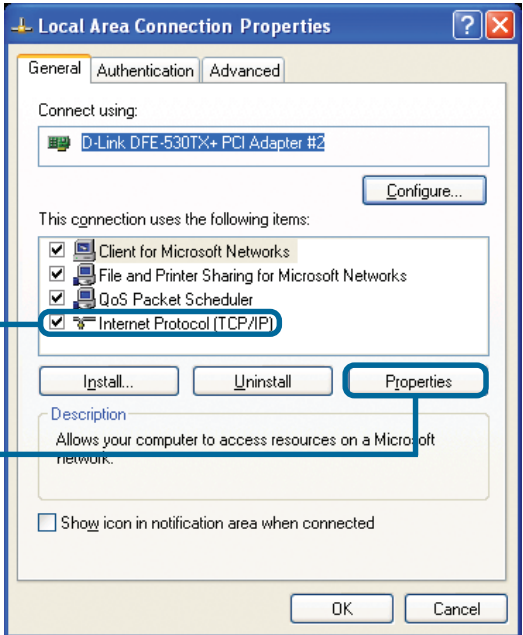 Local Area Connection Properties
General Authentication Advanced
Connect using:
D-Link DFE-530TX+ PCI Adapter #2
Configure...
This connection uses the following items:
Client for Microsoft Networks
File and Printer Sharing for Microsoft Networks
QoS Packet Scheduler
Internet Protocol (TCP/IP)
Install... Uninstall Properties
Description
Allows your computer to access resources on a Microsoft
network.
Show icon in notification area when connected
OK Cancel